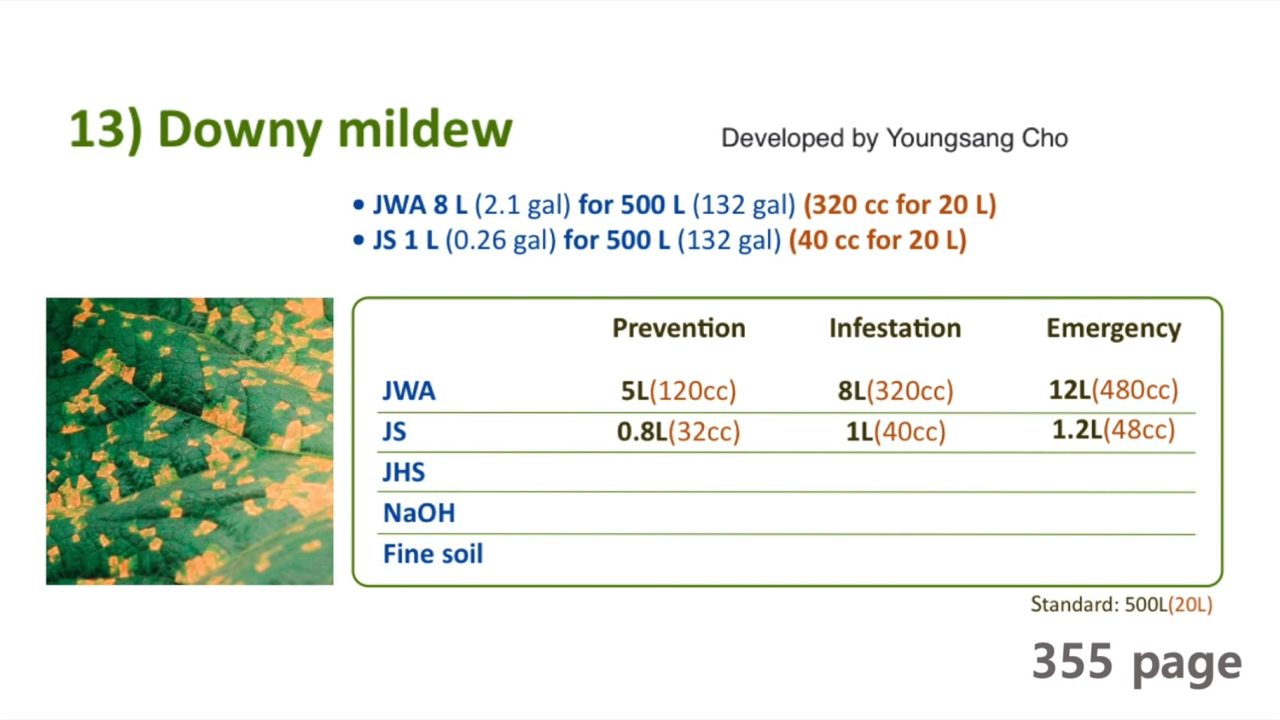 13) Downy mildew
Developed by Youngsang Cho
• JWA 8 L (2.1 gal) for 500 L (132 gal) (320 cc for 20 L)
• JS 1 L (0.26 gal) for 500 L (132 gal) (40 cc for 20 L)
Prevention Infestation Emergency
JWA 5L(120cc) 8L(320cc) 12L(480cc)
JS 0.8L(32cc) 1L(40cc) 1.2L(48cc)
JHS
NaOH
Fine soil
Standard: 500L(20L)
355 page